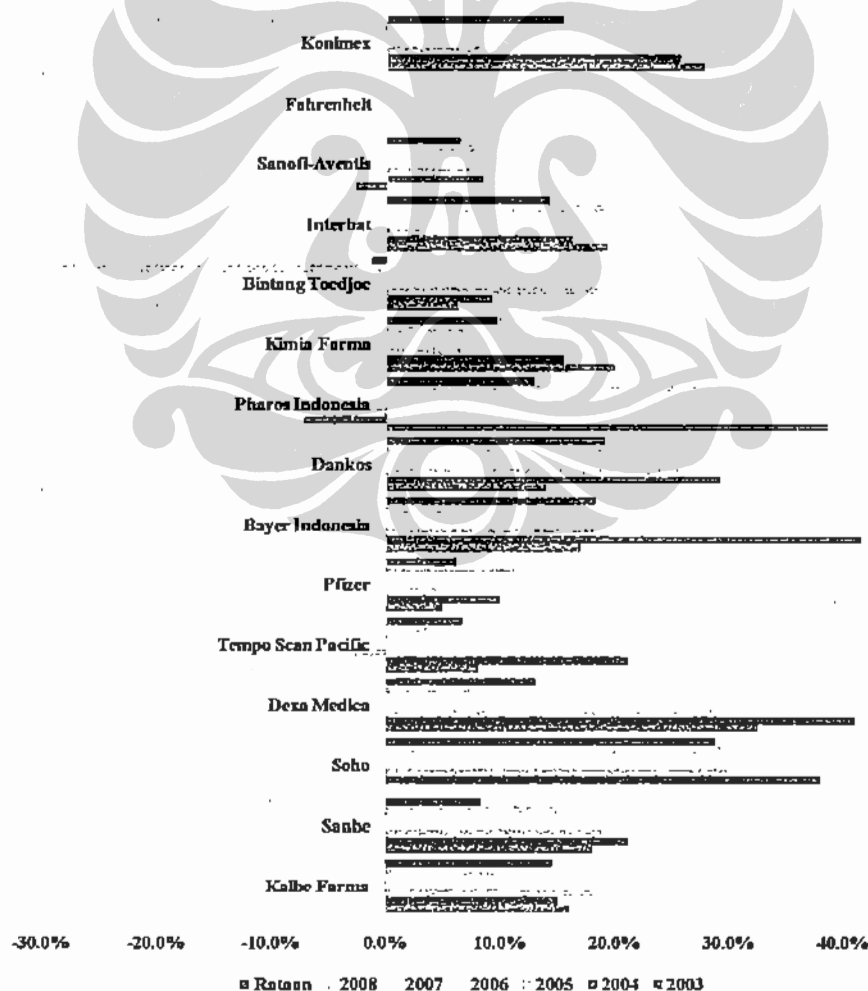 Konimex
Fahrenheit
Sanofi-Aventis
Interbat
Bintang Toedjoe
Kimia Farma
Pharos Indonesia
Dankos
Bayer Indonesia
Pfizer
Tempo Scan Pacific
Dexa Medica
Soho
Sanbe
Kalbe Farma
-30.0% -20.0% -10.0% 0.0% 10.0% 20.0% 30.0% 40.0%
Rataan 2008 2007 2006 2005 2004 2003